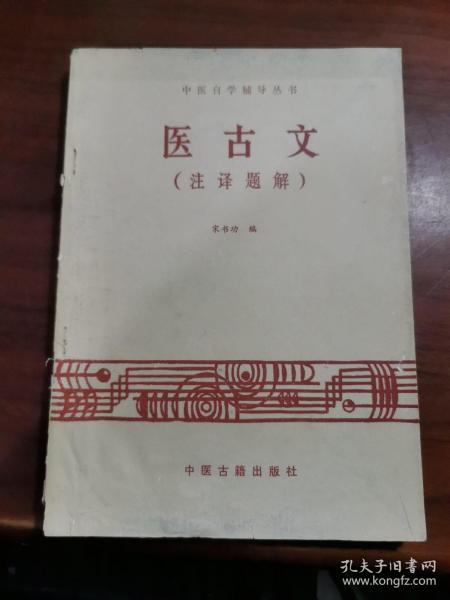 中医自学辅导丛书
医古文
（注译题解）
宋书功 编
中医古籍出版社
孔夫子旧书网
www.kongfz.com